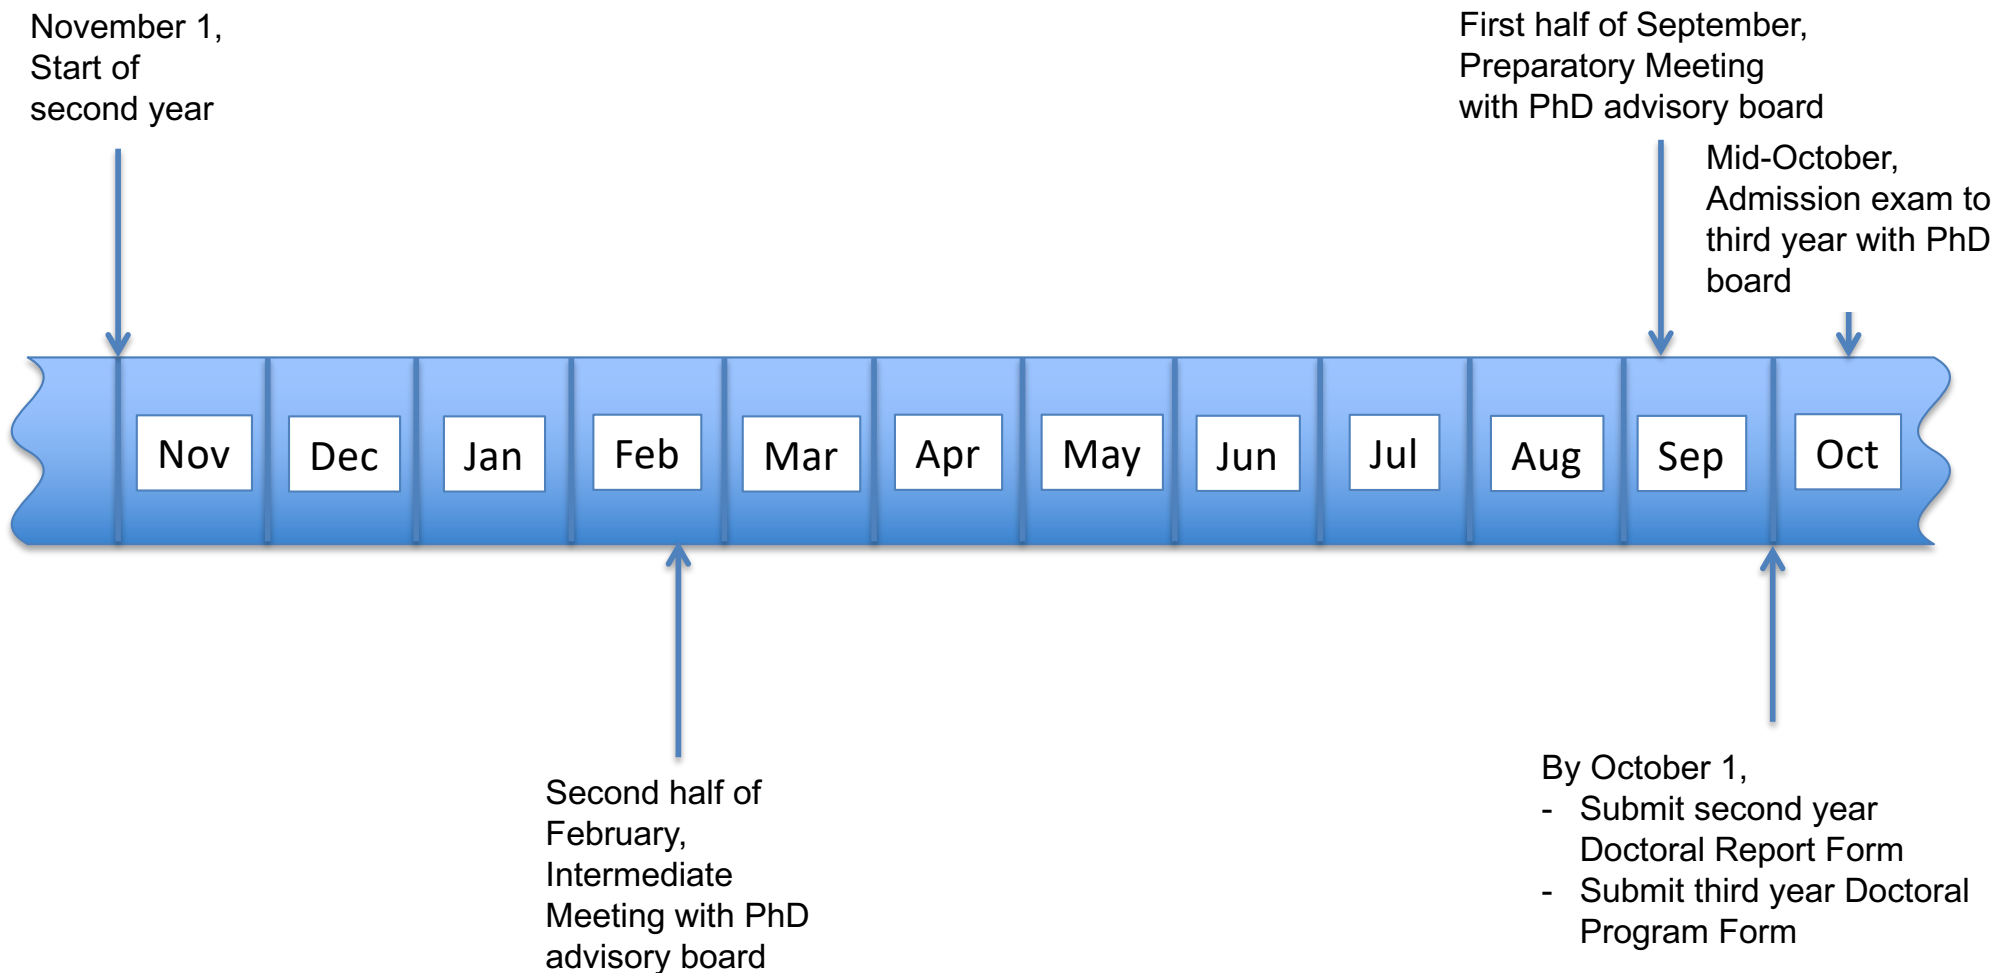 November 1,
Start of
second year
First half of September,
Preparatory Meeting
with PhD advisory board
Mid-October,
Admission exam to
third year with PhD
board
Nov
Dec
Jan
Feb
Mar
Apr
May
Jun
Jul
Aug
Sep
Oct
Second half of
February,
Intermediate
Meeting with PhD
advisory board
By October 1,
- Submit second year
Doctoral Report Form
- Submit third year Doctoral
Program Form